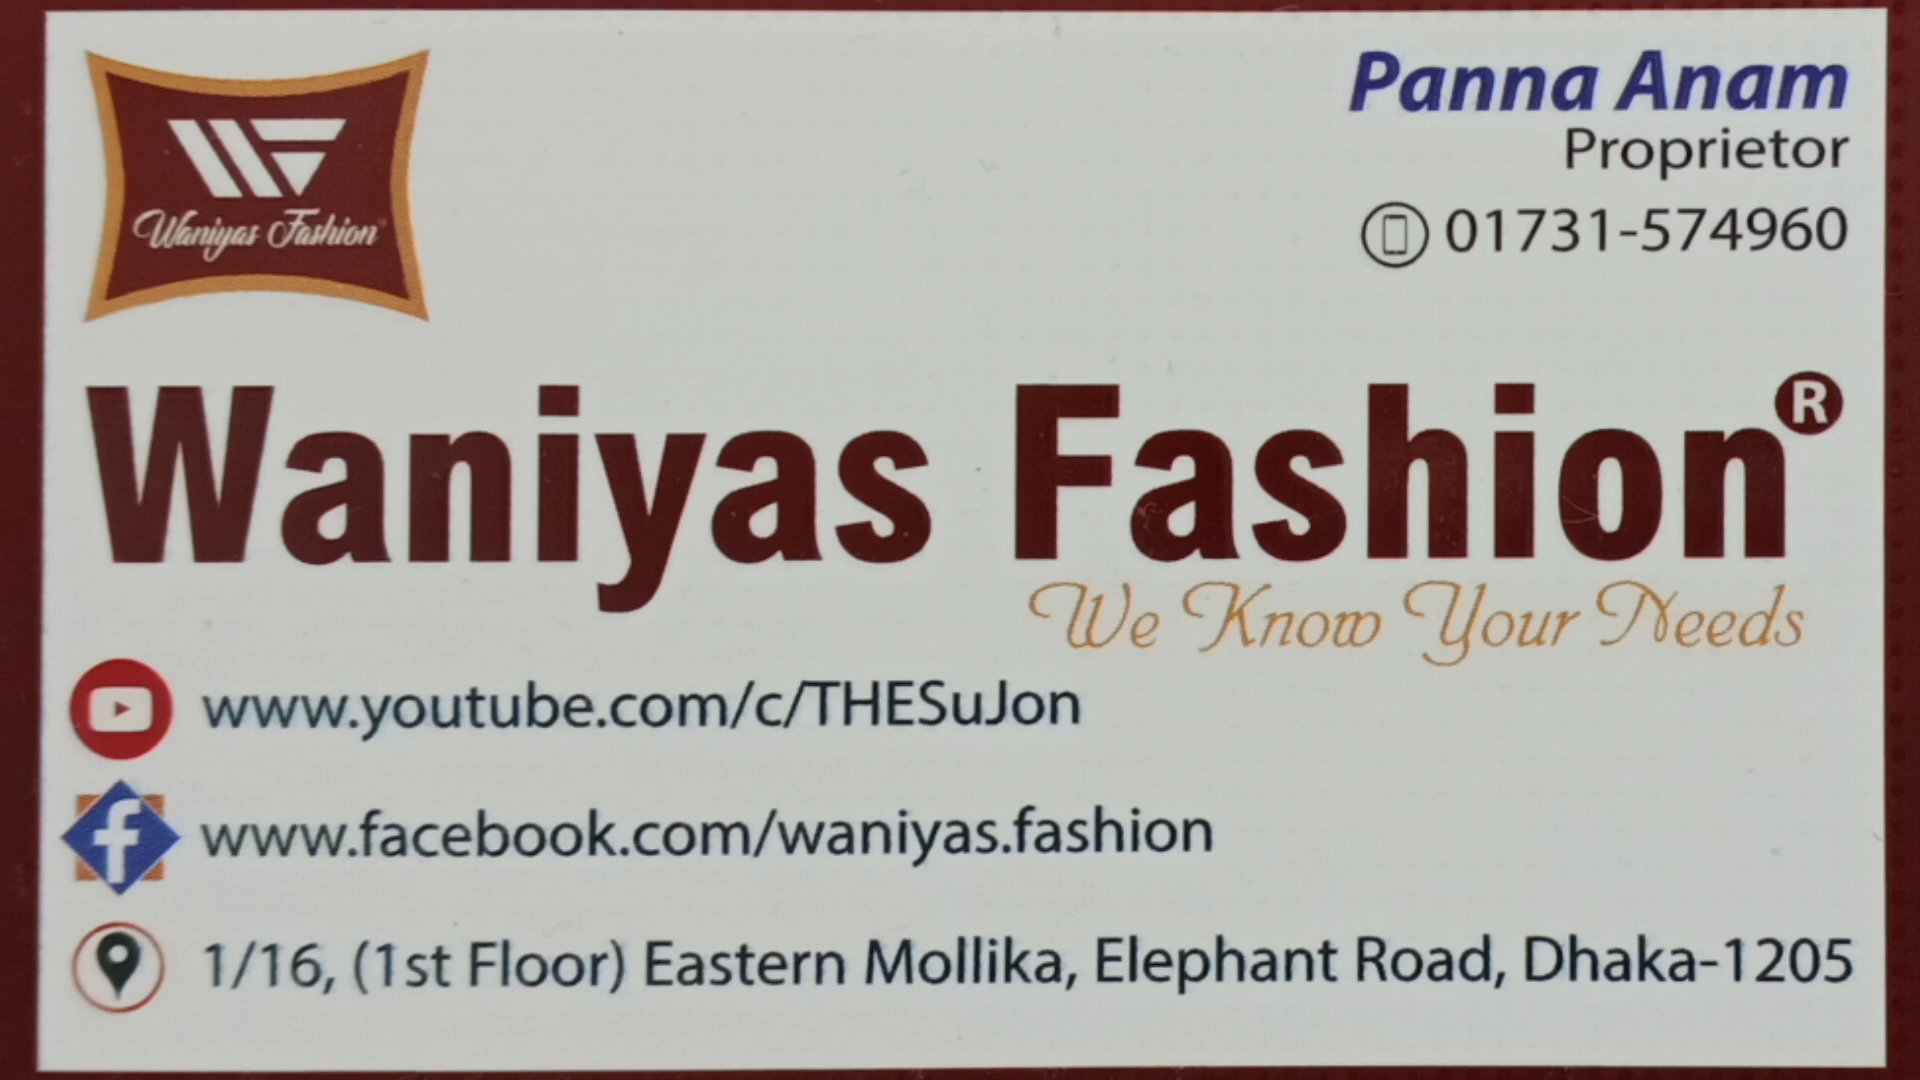 WF
Waniyas Fashion
Panna Anam
Proprietor
01731-574960
Waniyas Fashion®
We Know Your Needs
www.youtube.com/c/THESuJon
www.facebook.com/waniyas.fashion
1/16, (1st Floor) Eastern Mollika, Elephant Road, Dhaka-1205